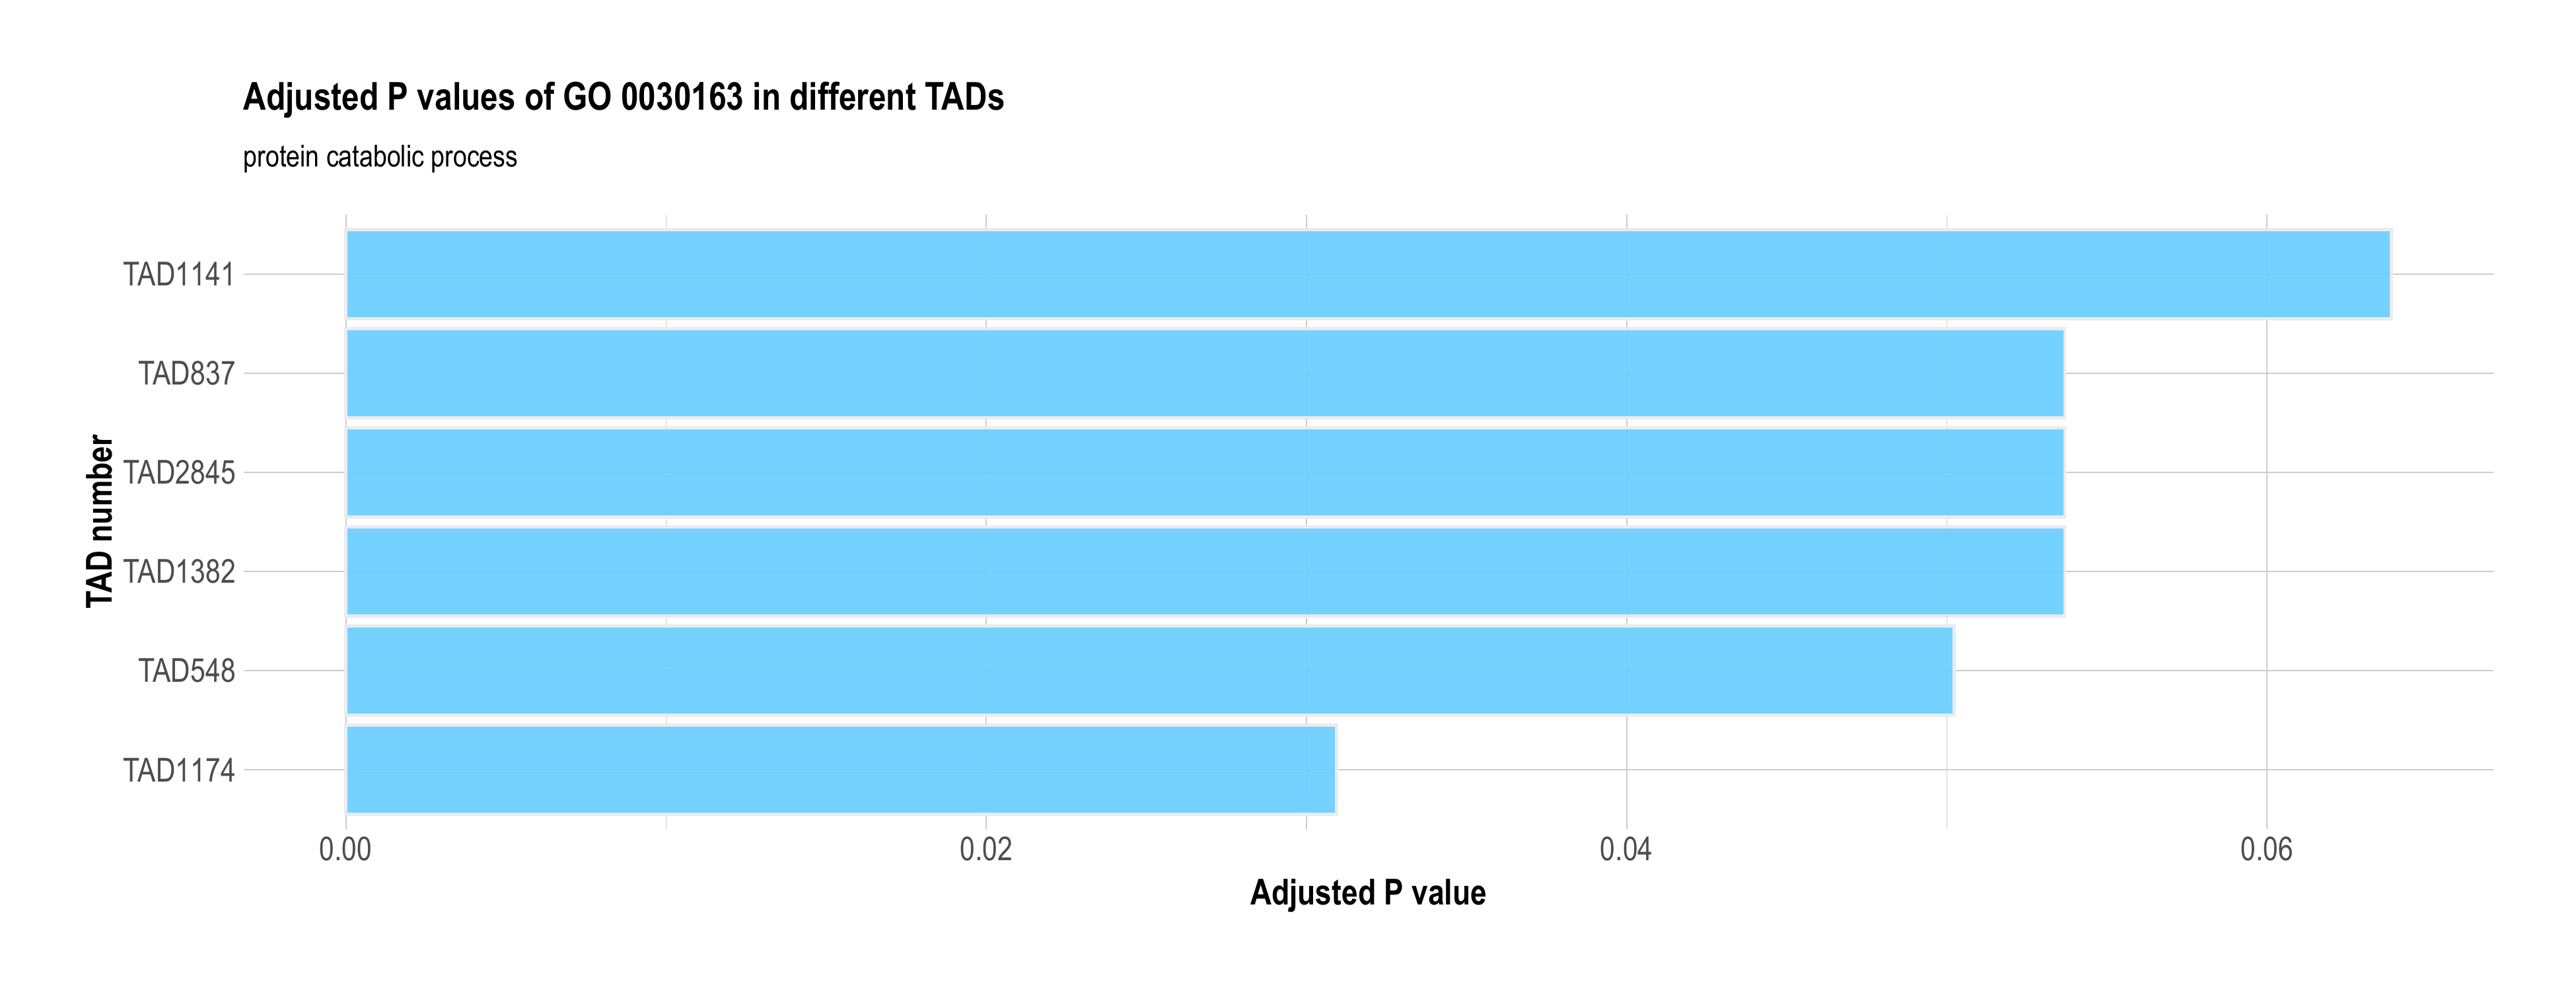 Adjusted P values of GO 0030163 in different TADs
protein catabolic process
TAD number
TAD1141
TAD837
TAD2845
TAD1382
TAD548
TAD1174
0.00 0.02 0.04 0.06
Adjusted P value